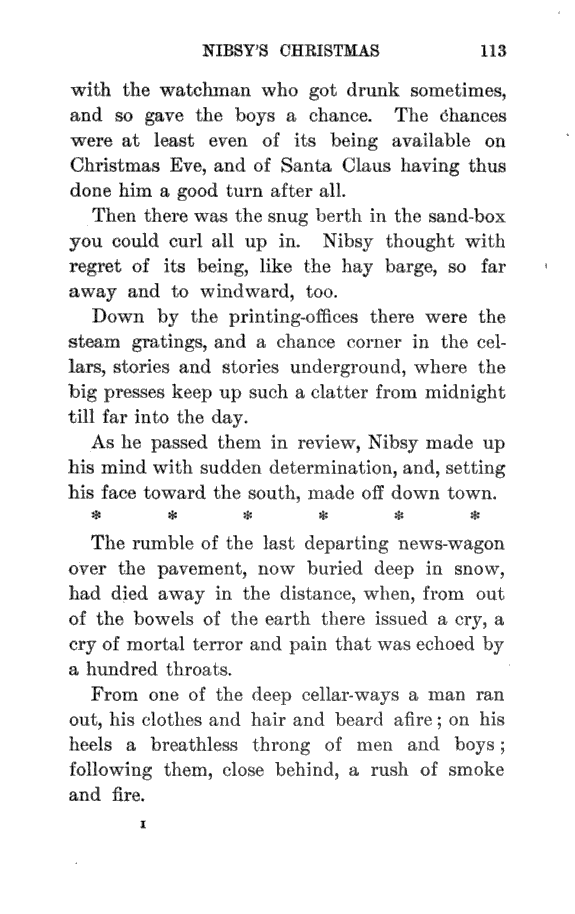 NIBSY'S CHRISTMAS 113
with the watchman who got drunk sometimes,
and so gave the boys a chance. The chances
were at least even of its being available on
Christmas Eve, and of Santa Claus having thus
done him a good turn after all.
Then there was the snug berth in the sand-box
you could curl all up in. Nibsy thought with
regret of its being, like the hay barge, so far
away and to windward, too.
Down by the printing-offices there were the
steam gratings, and a chance corner in the cel-
lars, stories and stories underground, where the
big presses keep up such a clatter from midnight
till far into the day.
As he passed them in review, Nibsy made up
his mind with sudden determination, and, setting
his face toward the south, made off down town.
* * * * * *
The rumble of the last departing news-wagon
over the pavement, now buried deep in snow,
had died away in the distance, when, from out
of the bowels of the earth there issued a cry, a
cry of mortal terror and pain that was echoed by
a hundred throats.
From one of the deep cellar-ways a man ran
out, his clothes and hair and beard afire; on his
heels a breathless throng of men and boys;
following them, close behind, a rush of smoke
and fire.
I